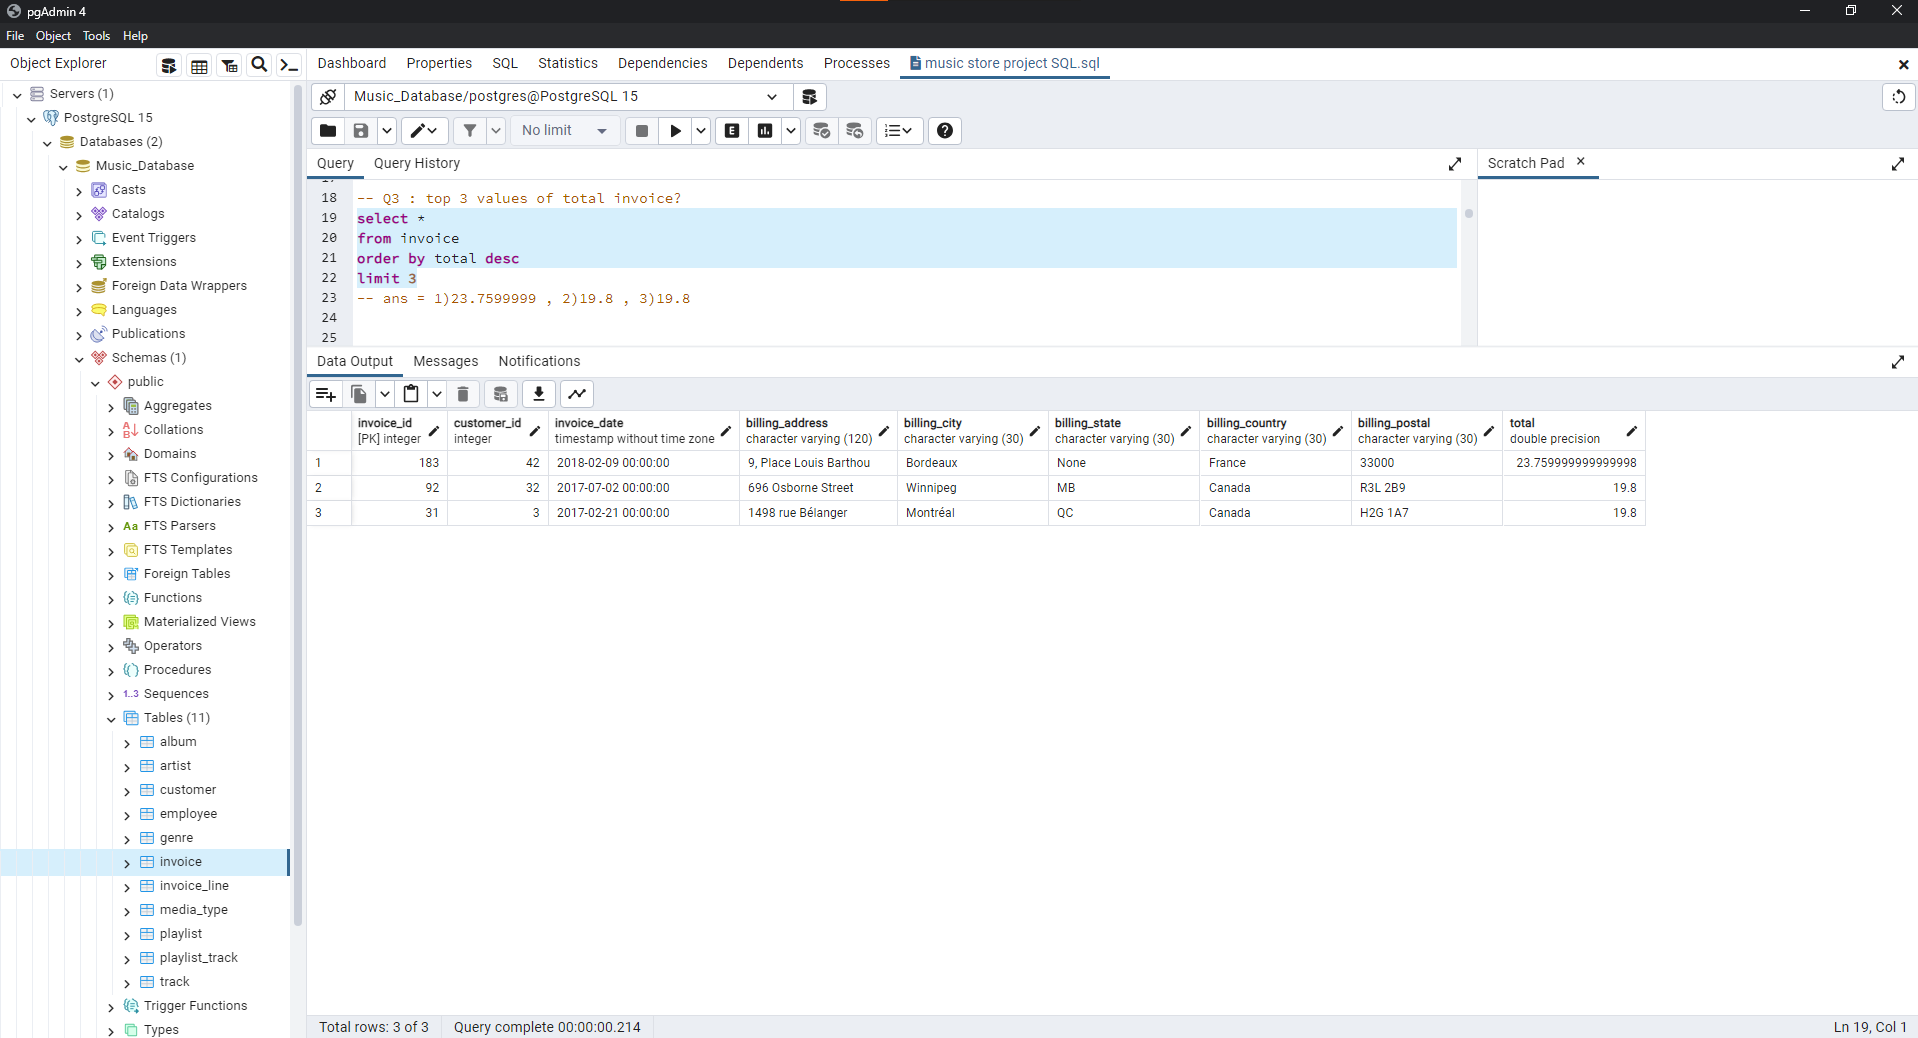 pgAdmin 4
File Object Tools Help
Object Explorer
Dashboard Properties SQL Statistics Dependencies Dependents Processes music store project SQL.sql
Servers (1)
PostgreSQL 15
Databases (2)
Music_Database
Casts
Catalogs
Event Triggers
Extensions
Foreign Data Wrappers
Languages
Publications
Schemas (1)
public
Aggregates
Collations
Domains
FTS Configurations
FTS Dictionaries
Aa FTS Parsers
FTS Templates
Foreign Tables
Functions
Materialized Views
Operators
Procedures
1..3 Sequences
Tables (11)
album
artist
customer
employee
genre
invoice
invoice_line
media_type
playlist
playlist_track
track
Trigger Functions
Types
Music_Database/postgres@PostgreSQL 15
No limit
E
Query Query History
Scratch Pad
18 -- Q3 : top 3 values of total invoice?
19 select *
20 from invoice
21 order by total desc
22 limit 3
23 -- ans = 1)23.7599999 , 2)19.8 , 3)19.8
24
25
Data Output Messages Notifications
invoice_id customer_id invoice_date billing_address billing_city billing_state billing_country billing_postal total
[PK] integer integer timestamp without time zone character varying (120) character varying (30) character varying (30) character varying (30) character varying (30) double precision
1 183 42 2018-02-09 00:00:00 9, Place Louis Barthou Bordeaux None France 33000 23.759999999999998
2 92 32 2017-07-02 00:00:00 696 Osborne Street Winnipeg MB Canada R3L 2B9 19.8
3 31 3 2017-02-21 00:00:00 1498 rue Bélanger Montréal QC Canada H2G 1A7 19.8
Total rows: 3 of 3 Query complete 00:00:00.214 Ln 19, Col 1